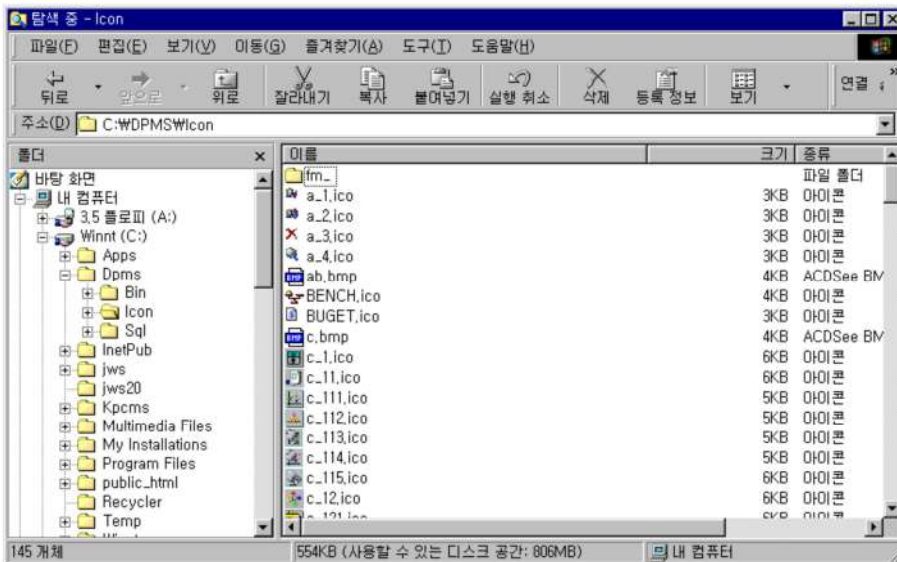 탐색 중 - Icon
파일(F) 편집(E) 보기(V) 이동(G) 즐겨찾기(A) 도구(T) 도움말(H)
뒤로 앞으로 위로 잘라내기 복사 붙여넣기 실행 취소 삭제 등록 정보 보기 연결
주소(D) C:₩DPMS₩Icon
폴더
바탕 화면
내 컴퓨터
3.5 플로피 (A:)
Winnt (C:)
Apps
Dpms
Bin
Icon
Sql
InetPub
jws
jws20
Kpcms
Multimedia Files
My Installations
Program Files
public_html
Recycler
Temp
이름 크기 종류
fm_ 파일 폴더
a_1.ico 3KB 아이콘
a_2.ico 3KB 아이콘
a_3.ico 3KB 아이콘
a_4.ico 3KB 아이콘
ab.bmp 4KB ACDSee BM
BENCH.ico 4KB 아이콘
BUGET.ico 3KB 아이콘
c.bmp 4KB ACDSee BM
c_1.ico 6KB 아이콘
c_11.ico 6KB 아이콘
c_111.ico 5KB 아이콘
c_112.ico 5KB 아이콘
c_113.ico 5KB 아이콘
c_114.ico 5KB 아이콘
c_115.ico 6KB 아이콘
c_12.ico 6KB 아이콘
145 개체 554KB (사용할 수 있는 디스크 공간: 806MB) 내 컴퓨터